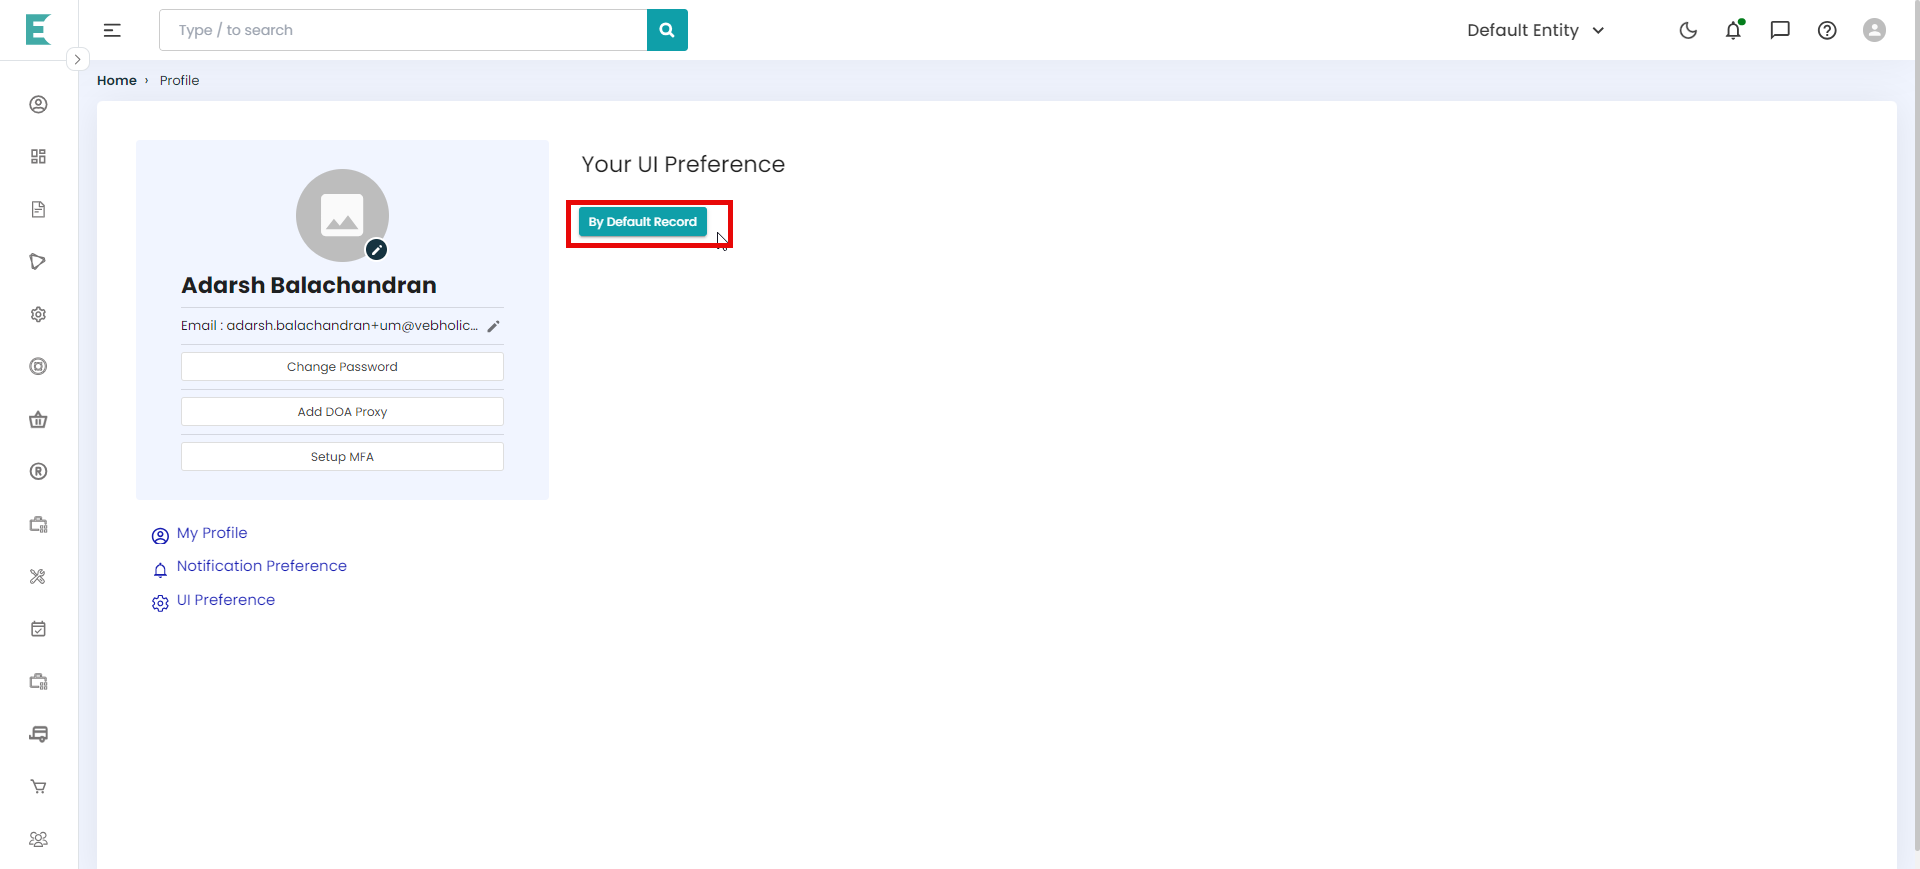 Type / to search
Default Entity
Home › Profile
Adarsh Balachandran
Email : adarsh.balachandran+um@vebholic...
Change Password
Add DOA Proxy
Setup MFA
My Profile
Notification Preference
UI Preference
Your UI Preference
By Default Record